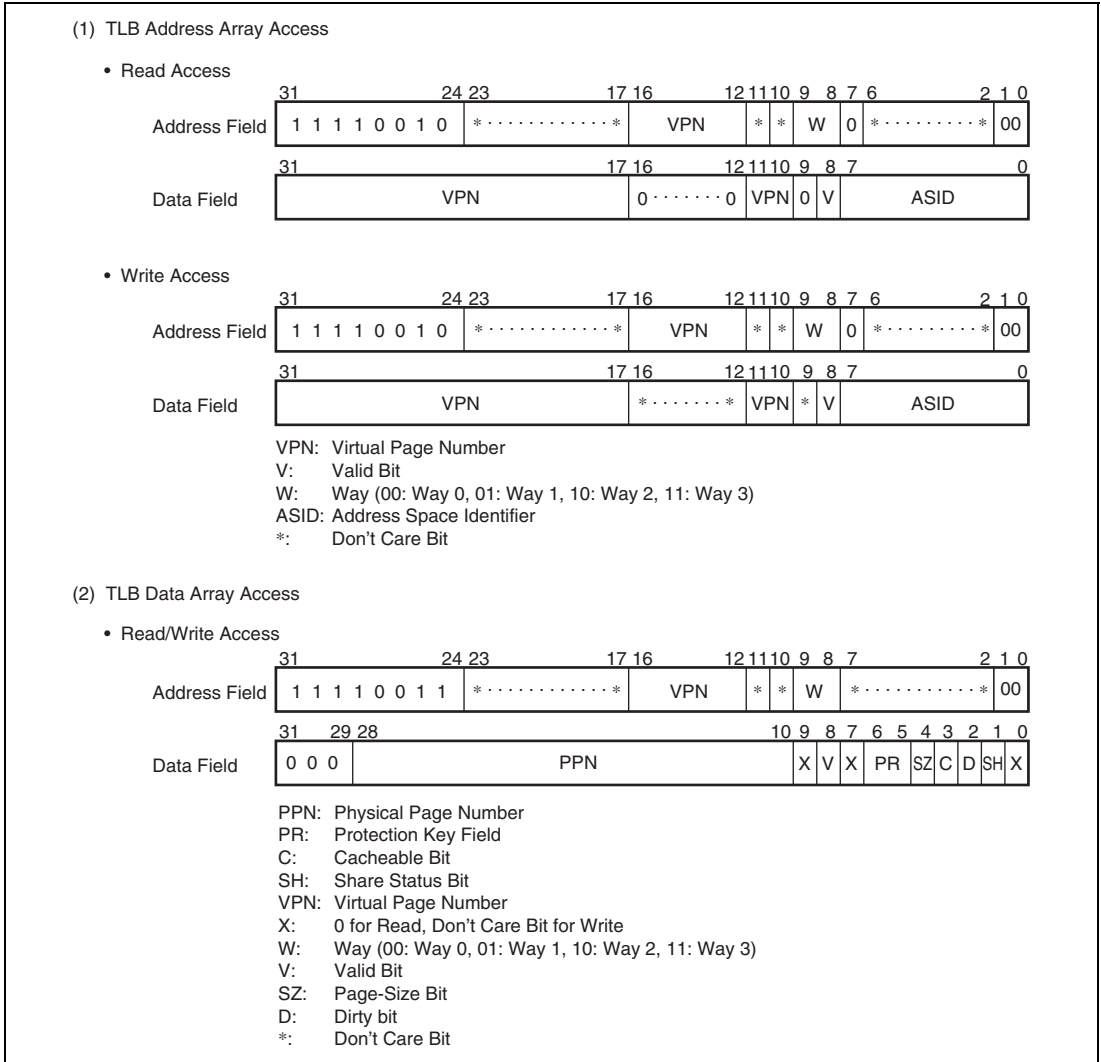 (1) TLB Address Array Access
• Read Access
31 24 23 17 16 12 11 10 9 8 7 6 2 1 0
Address Field 1 1 1 1 0 0 1 0 *············* VPN * * W 0 *·········* 00
31 17 16 12 11 10 9 8 7 0
Data Field VPN 0·······0 VPN 0 V ASID
• Write Access
31 24 23 17 16 12 11 10 9 8 7 6 2 1 0
Address Field 1 1 1 1 0 0 1 0 *············* VPN * * W 0 *·········* 00
31 17 16 12 11 10 9 8 7 0
Data Field VPN *·······* VPN * V ASID
VPN: Virtual Page Number
V: Valid Bit
W: Way (00: Way 0, 01: Way 1, 10: Way 2, 11: Way 3)
ASID: Address Space Identifier
*: Don't Care Bit
(2) TLB Data Array Access
• Read/Write Access
31 24 23 17 16 12 11 10 9 8 7 2 1 0
Address Field 1 1 1 1 0 0 1 1 *············* VPN * * W *···········* 00
31 29 28 10 9 8 7 6 5 4 3 2 1 0
Data Field 0 0 0 PPN X V X PR SZ C D SH X
PPN: Physical Page Number
PR: Protection Key Field
C: Cacheable Bit
SH: Share Status Bit
VPN: Virtual Page Number
X: 0 for Read, Don't Care Bit for Write
W: Way (00: Way 0, 01: Way 1, 10: Way 2, 11: Way 3)
V: Valid Bit
SZ: Page-Size Bit
D: Dirty bit
*: Don't Care Bit